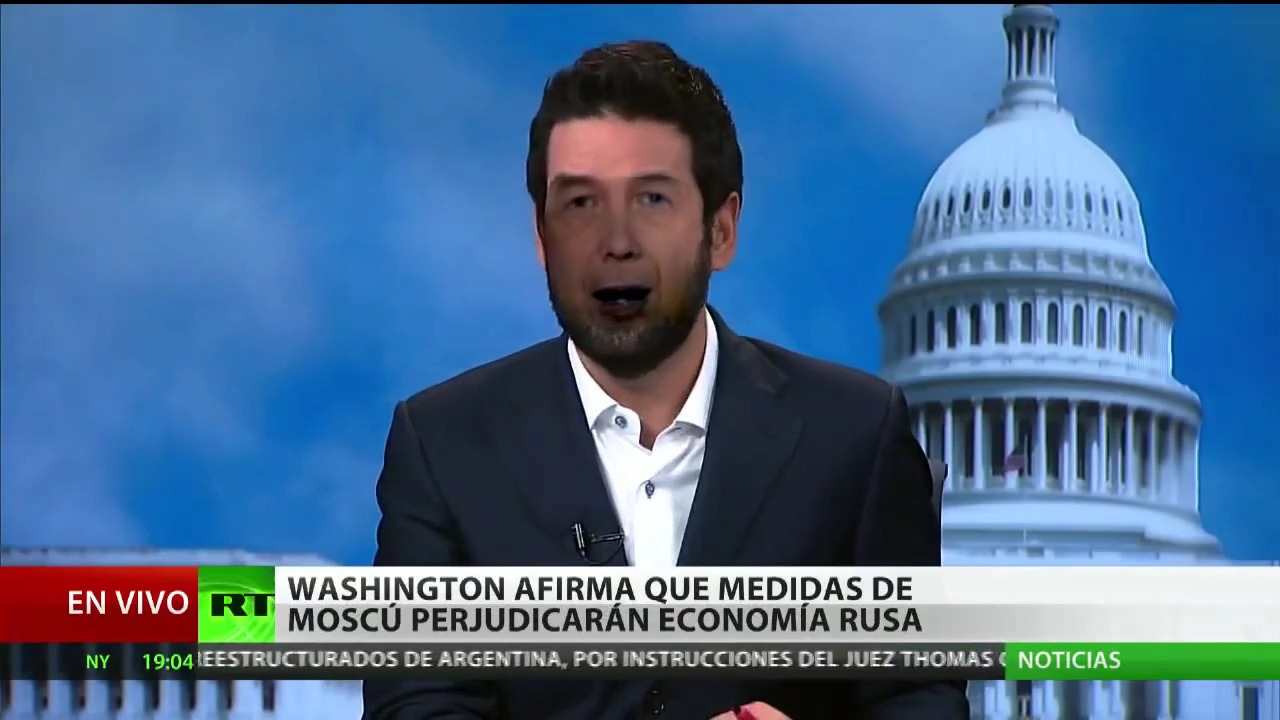 EN VIVO
RT
WASHINGTON AFIRMA QUE MEDIDAS DE
MOSCÚ PERJUDICARÁN ECONOMÍA RUSA
NY 19:04
REESTRUCTURADOS DE ARGENTINA, POR INSTRUCCIONES DEL JUEZ THOMAS
NOTICIAS